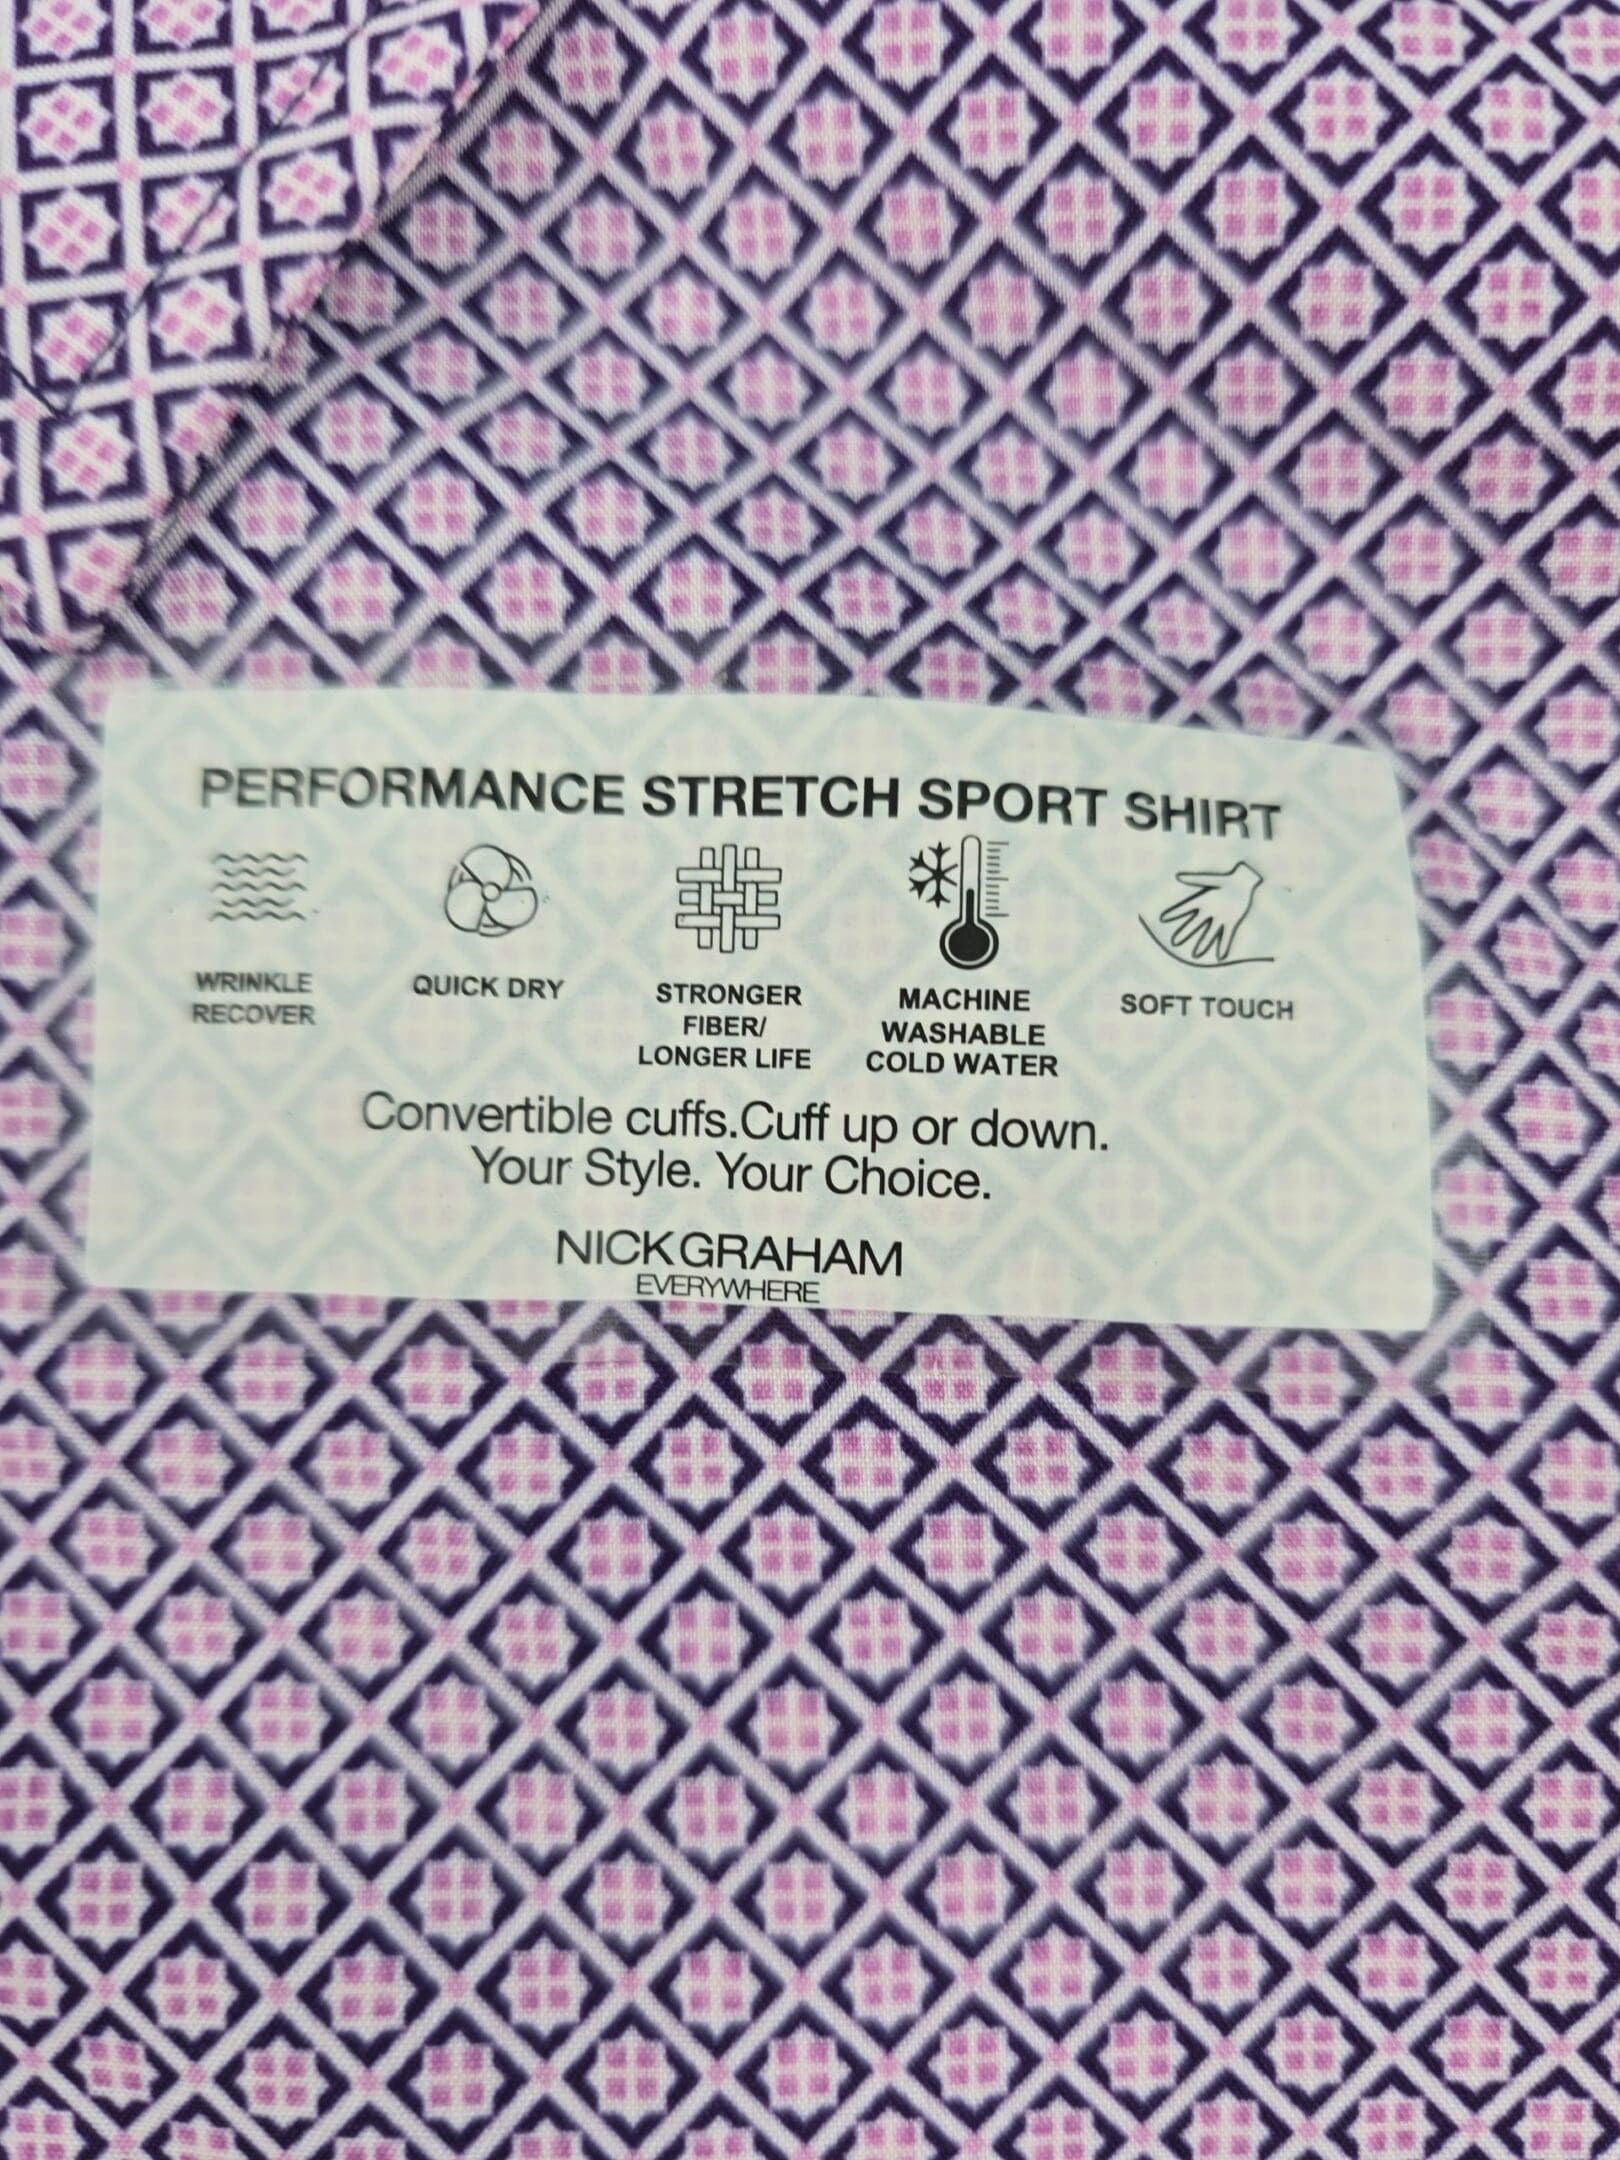 PERFORMANCE STRETCH SPORT SHIRT
WRINKLE
RECOVER
QUICK DRY
STRONGER
FIBER/
LONGER LIFE
MACHINE
WASHABLE
COLD WATER
SOFT TOUCH
Convertible cuffs.Cuff up or down.
Your Style. Your Choice.
NICKGRAHAM
EVERYWHERE